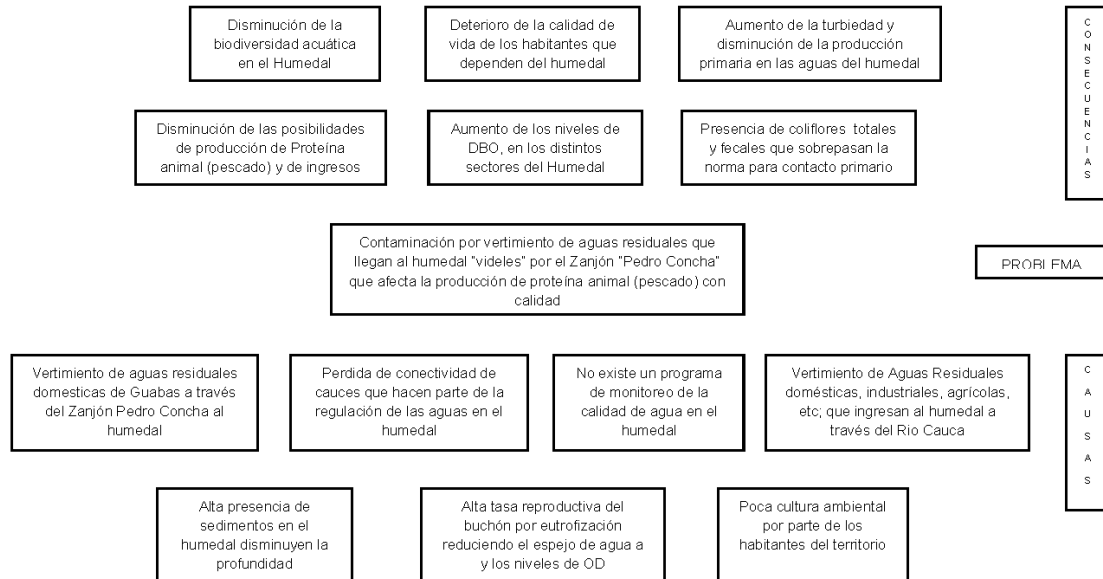 Disminución de la
biodiversidad acuática
en el Humedal
Deterioro de la calidad de
vida de los habitantes que
dependen del humedal
Aumento de la turbiedad y
disminución de la producción
primaria en las aguas del humedal
CONSECUENCIAS
Disminución de las posibilidades
de producción de Proteína
animal (pescado) y de ingresos
Aumento de los niveles de
DBO, en los distintos
sectores del Humedal
Presencia de coliflores totales
y fecales que sobrepasan la
norma para contacto primario
Contaminación por vertimiento de aguas residuales que
llegan al humedal "videles" por el Zanjón "Pedro Concha"
que afecta la producción de proteína animal (pescado) con
calidad
PROBLEMA
Vertimiento de aguas residuales
domesticas de Guabas a través
del Zanjón Pedro Concha al
humedal
Perdida de conectividad de
cauces que hacen parte de la
regulación de las aguas en el
humedal
No existe un programa
de monitoreo de la
calidad de agua en el
humedal
Vertimiento de Aguas Residuales
domésticas, industriales, agrícolas,
etc; que ingresan al humedal a
través del Rio Cauca
CAUSAS
Alta presencia de
sedimentos en el
humedal disminuyen la
profundidad
Alta tasa reproductiva del
buchón por eutrofización
reduciendo el espejo de agua a
y los niveles de OD
Poca cultura ambiental
por parte de los
habitantes del territorio